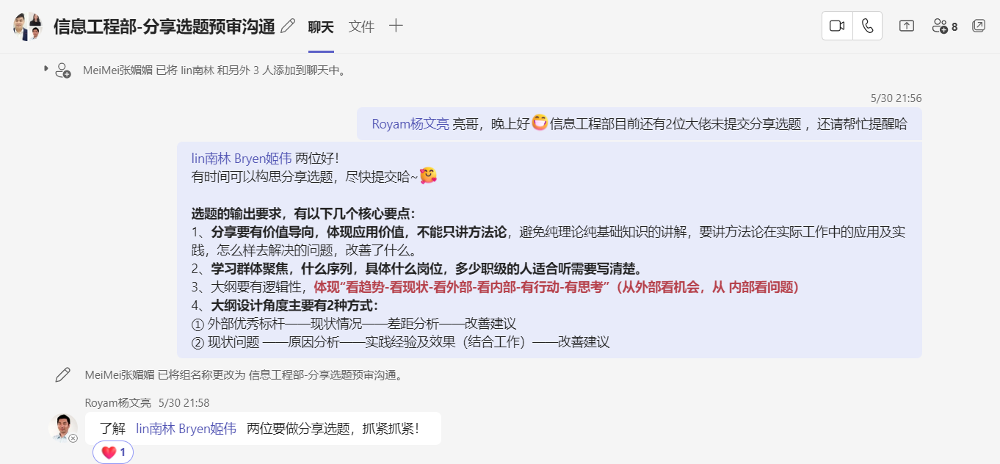 信息工程部-分享选题预审沟通 聊天 文件
8
MeiMei张媚媚 已将 lin南林 和另外 3 人添加到聊天中。
5/30 21:56
Royam杨文亮 亮哥，晚上好😁信息工程部目前还有2位大佬未提交分享选题 ，还请帮忙提醒哈
lin南林 Bryen姬伟 两位好！
有时间可以构思分享选题，尽快提交哈~🥰
选题的输出要求，有以下几个核心要点：
1、分享要有价值导向，体现应用价值，不能只讲方法论，避免纯理论纯基础知识的讲解，要讲方法论在实际工作中的应用及实
践，怎么样去解决的问题，改善了什么。
2、学习群体聚焦，什么序列，具体什么岗位，多少职级的人适合听需要写清楚。
3、大纲要有逻辑性，体现“看趋势-看现状-看外部-看内部-有行动-有思考”（从外部看机会，从 内部看问题）
4、大纲设计角度主要有2种方式：
① 外部优秀标杆——现状情况——差距分析——改善建议
② 现状问题 ——原因分析——实践经验及效果（结合工作）——改善建议
MeiMei张媚媚 已将组名称更改为 信息工程部-分享选题预审沟通。
Royam杨文亮 5/30 21:58
了解 lin南林 Bryen姬伟 两位要做分享选题，抓紧抓紧！
1